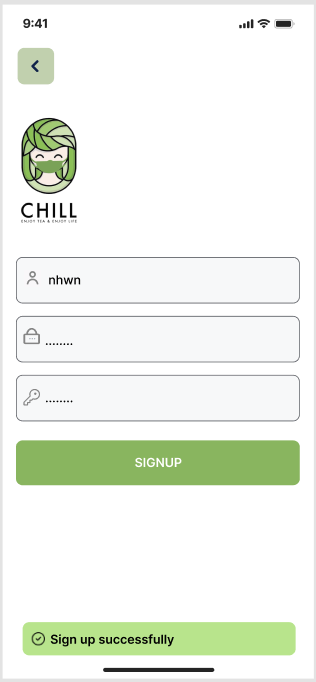 9:41
CHILL
ENJOY TEA & ENJOY LIFE
nhwn
........
........
SIGNUP
Sign up successfully